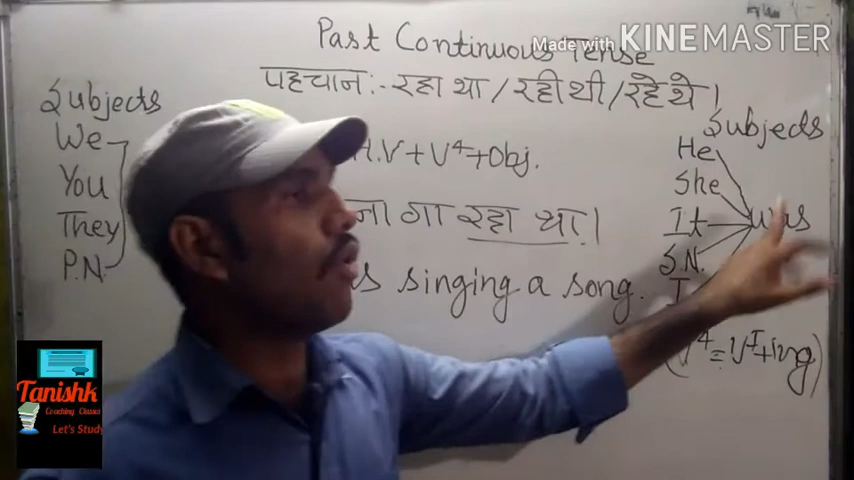 Made with KINEMASTER
Past Continuous Tense
पहचान:- रहा था / रही थी / रहे थे।
Subjects
We
You
They
P.N.
H.V + V⁴ + Obj.
गा रहा था।
singing a song.
Subjects
He
She
It
S.N.
I
was
(V⁴ = Vᴵ + ing)
Tanishk
Coaching Classes
Let's Study